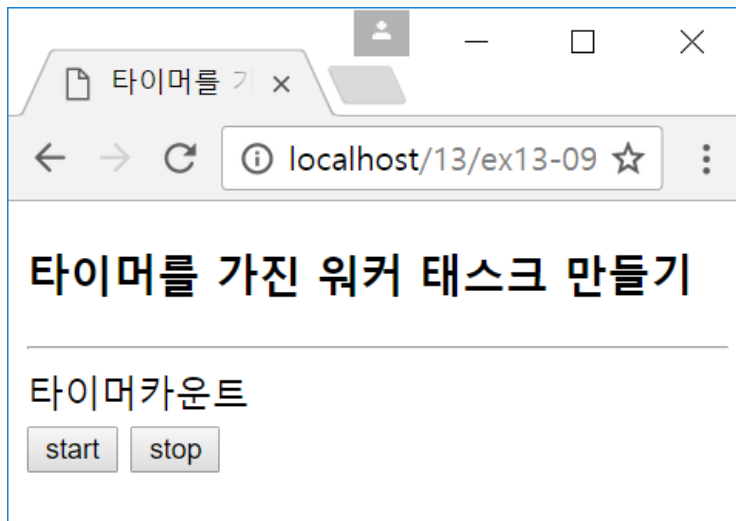 타이머를
localhost/13/ex13-09
타이머를 가진 워커 태스크 만들기
타이머카운트
start stop